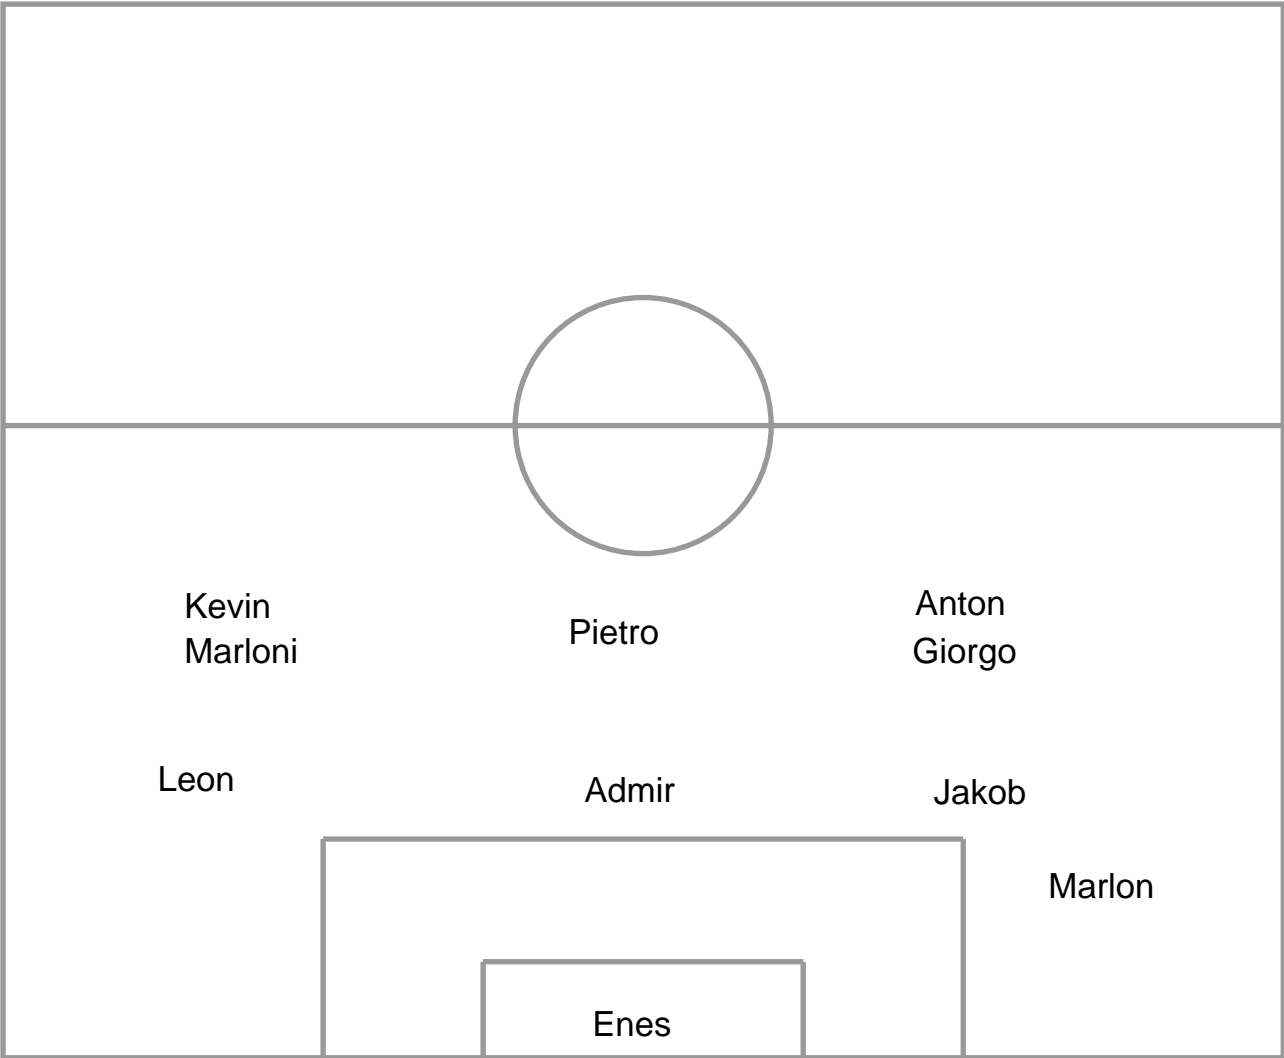 Kevin
Marloni
Pietro
Anton
Giorgo
Leon
Admir
Jakob
Marlon
Enes